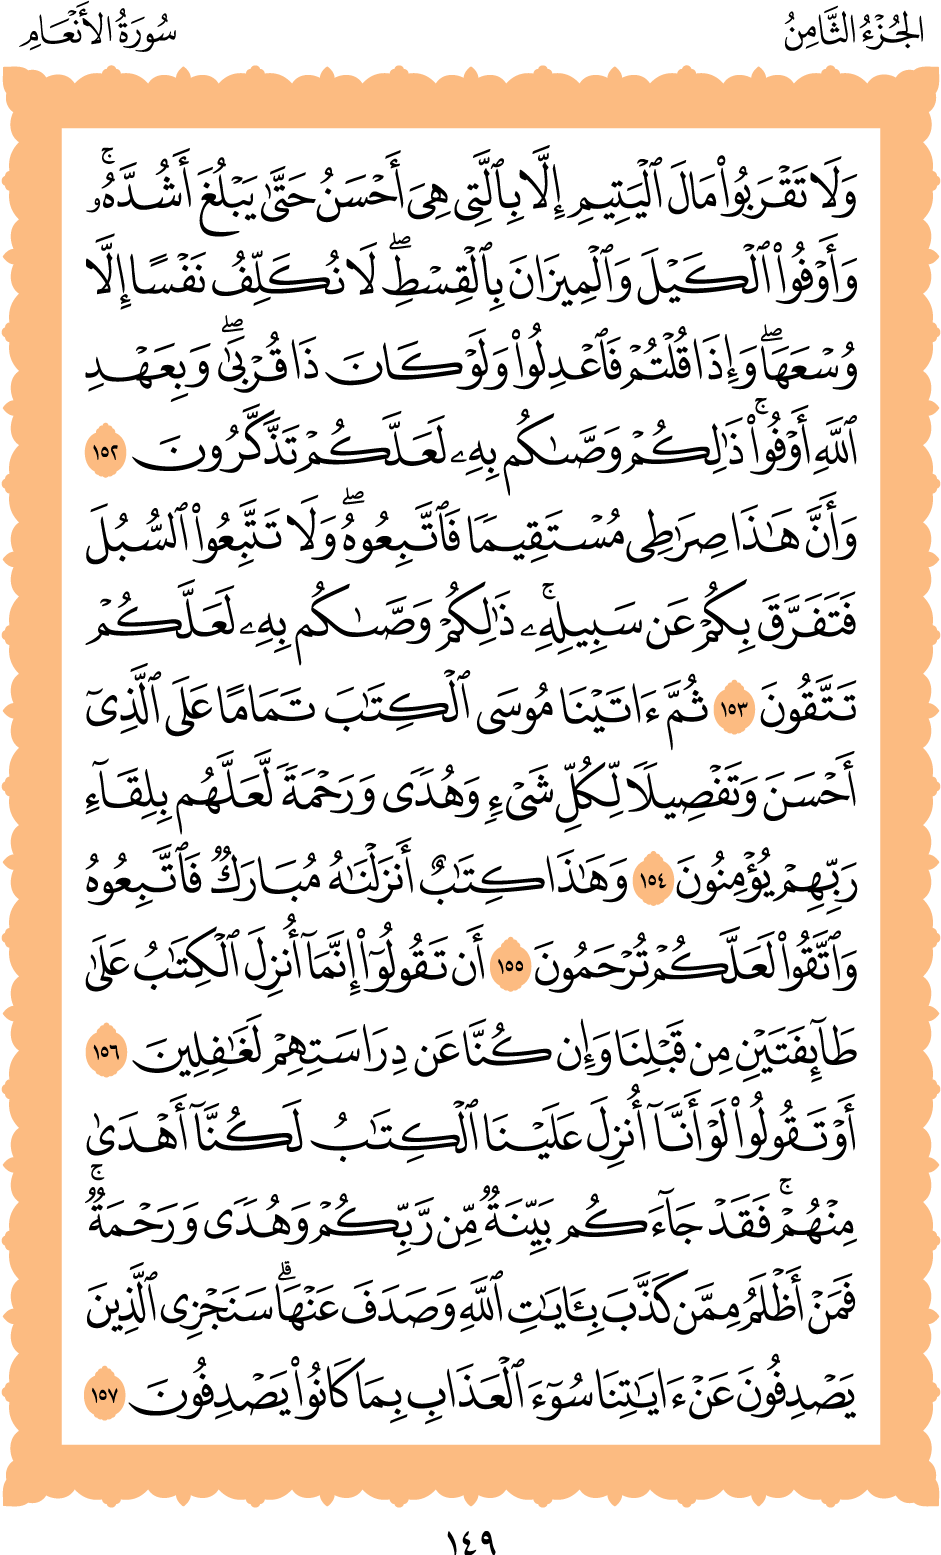 الجُزْءُ الثَّامِنُ
سُورَةُ الأَنْعَامِ
وَلَا تَقْرَبُوا۟ مَالَ ٱلْيَتِيمِ إِلَّا بِٱلَّتِى هِىَ أَحْسَنُ حَتَّىٰ يَبْلُغَ أَشُدَّهُۥ ۚ
وَأَوْفُوا۟ ٱلْكَيْلَ وَٱلْمِيزَانَ بِٱلْقِسْطِ ۖ لَا نُكَلِّفُ نَفْسًا إِلَّا
وُسْعَهَا ۖ وَإِذَا قُلْتُمْ فَٱعْدِلُوا۟ وَلَوْ كَانَ ذَا قُرْبَىٰ ۖ وَبِعَهْدِ
ٱللَّهِ أَوْفُوا۟ ۚ ذَٰلِكُمْ وَصَّىٰكُم بِهِۦ لَعَلَّكُمْ تَذَكَّرُونَ ١٥٢
وَأَنَّ هَـٰذَا صِرَٰطِى مُسْتَقِيمًا فَٱتَّبِعُوهُ ۖ وَلَا تَتَّبِعُوا۟ ٱلسُّبُلَ
فَتَفَرَّقَ بِكُمْ عَن سَبِيلِهِۦ ۚ ذَٰلِكُمْ وَصَّىٰكُم بِهِۦ لَعَلَّكُمْ
تَتَّقُونَ ١٥٣ ثُمَّ ءَاتَيْنَا مُوسَى ٱلْكِتَـٰبَ تَمَامًا عَلَى ٱلَّذِىٓ
أَحْسَنَ وَتَفْصِيلًا لِّكُلِّ شَىْءٍ وَهُدًى وَرَحْمَةً لَّعَلَّهُم بِلِقَآءِ
رَبِّهِمْ يُؤْمِنُونَ ١٥٤ وَهَـٰذَا كِتَـٰبٌ أَنزَلْنَـٰهُ مُبَارَكٌ فَٱتَّبِعُوهُ
وَٱتَّقُوا۟ لَعَلَّكُمْ تُرْحَمُونَ ١٥٥ أَن تَقُولُوٓا۟ إِنَّمَآ أُنزِلَ ٱلْكِتَـٰبُ عَلَىٰ
طَآئِفَتَيْنِ مِن قَبْلِنَا وَإِن كُنَّا عَن دِرَاسَتِهِمْ لَغَـٰفِلِينَ ١٥٦
أَوْ تَقُولُوا۟ لَوْ أَنَّآ أُنزِلَ عَلَيْنَا ٱلْكِتَـٰبُ لَكُنَّآ أَهْدَىٰ
مِنْهُمْ ۚ فَقَدْ جَآءَكُم بَيِّنَةٌ مِّن رَّبِّكُمْ وَهُدًى وَرَحْمَةٌ ۚ
فَمَنْ أَظْلَمُ مِمَّن كَذَّبَ بِـَٔايَـٰتِ ٱللَّهِ وَصَدَفَ عَنْهَا ۗ سَنَجْزِى ٱلَّذِينَ
يَصْدِفُونَ عَنْ ءَايَـٰتِنَا سُوٓءَ ٱلْعَذَابِ بِمَا كَانُوا۟ يَصْدِفُونَ ١٥٧
١٤٩